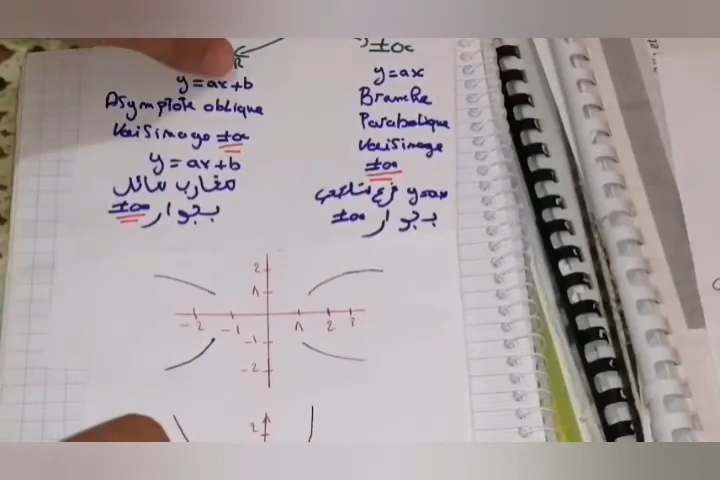 R
±∞
y=ax+b
Asymptote oblique
Voisinage ±∞
y=ax+b
مقارب مائل
بجوار ±∞
y=ax
Branche
Parabolique
Voisinage
±∞
y=ax
بجوار ±∞
2
1
-2 -1 1 2 3
-1
-2
2